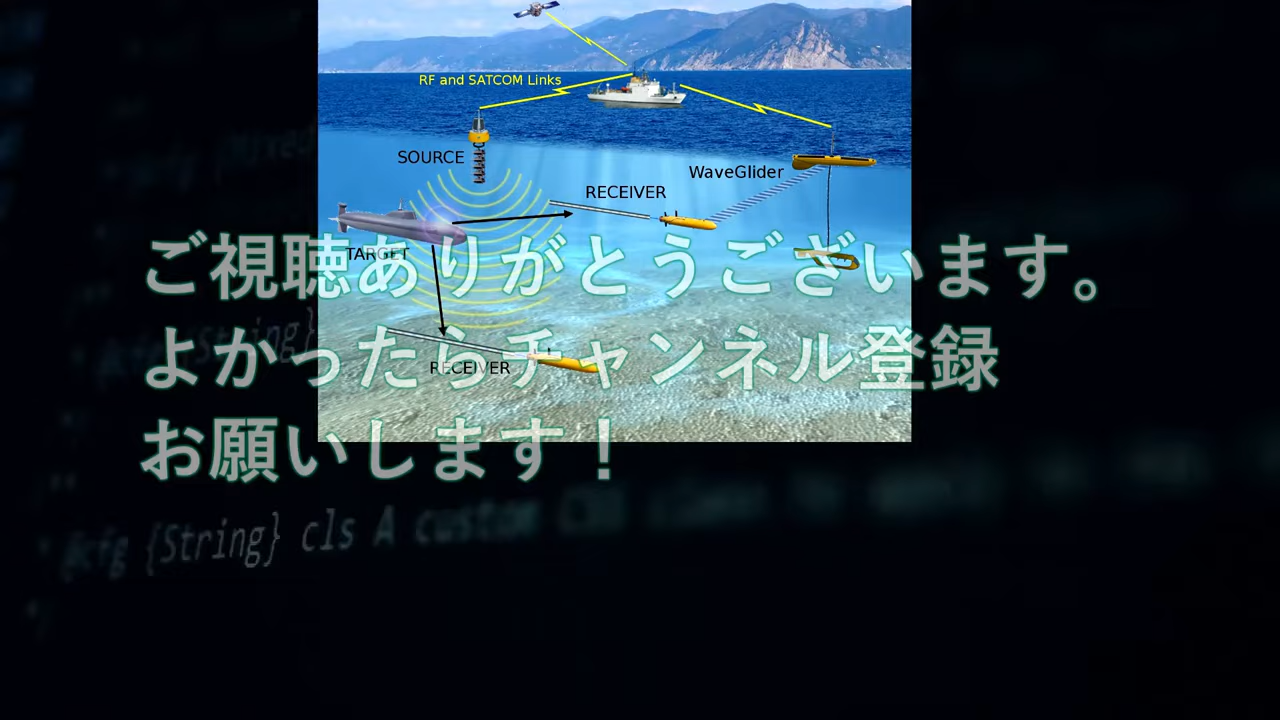 RF and SATCOM Links
SOURCE
WaveGlider
RECEIVER
TARGET
ご視聴ありがとうございます。
よかったらチャンネル登録
RECEIVER
お願いします！
{String} cls A custom